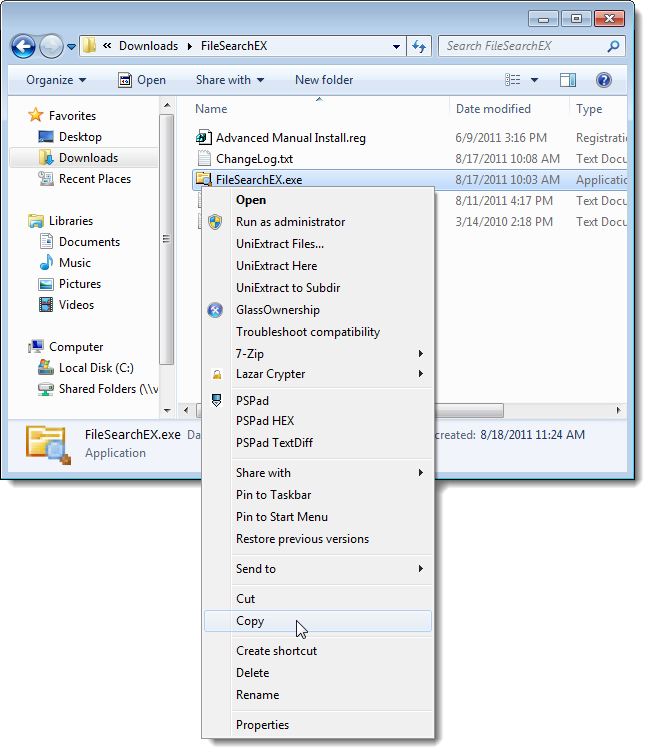 « Downloads FileSearchEX Search FileSearchEX
Organize Open Share with New folder
Name Date modified Type
Favorites
Desktop
Downloads
Recent Places
Libraries
Documents
Music
Pictures
Videos
Computer
Local Disk (C:)
Shared Folders (\\v
Advanced Manual Install.reg 6/9/2011 3:16 PM Registratio
ChangeLog.txt 8/17/2011 10:08 AM Text Docu
FileSearchEX.exe 8/17/2011 10:03 AM Applicatio
8/11/2011 4:17 PM Text Docu
3/14/2010 2:18 PM Text Docu
Open
Run as administrator
UniExtract Files...
UniExtract Here
UniExtract to Subdir
GlassOwnership
Troubleshoot compatibility
7-Zip
Lazar Crypter
PSPad
PSPad HEX
PSPad TextDiff
Share with
Pin to Taskbar
Pin to Start Menu
Restore previous versions
Send to
Cut
Copy
Create shortcut
Delete
Rename
Properties
FileSearchEX.exe Da created: 8/18/2011 11:24 AM
Application